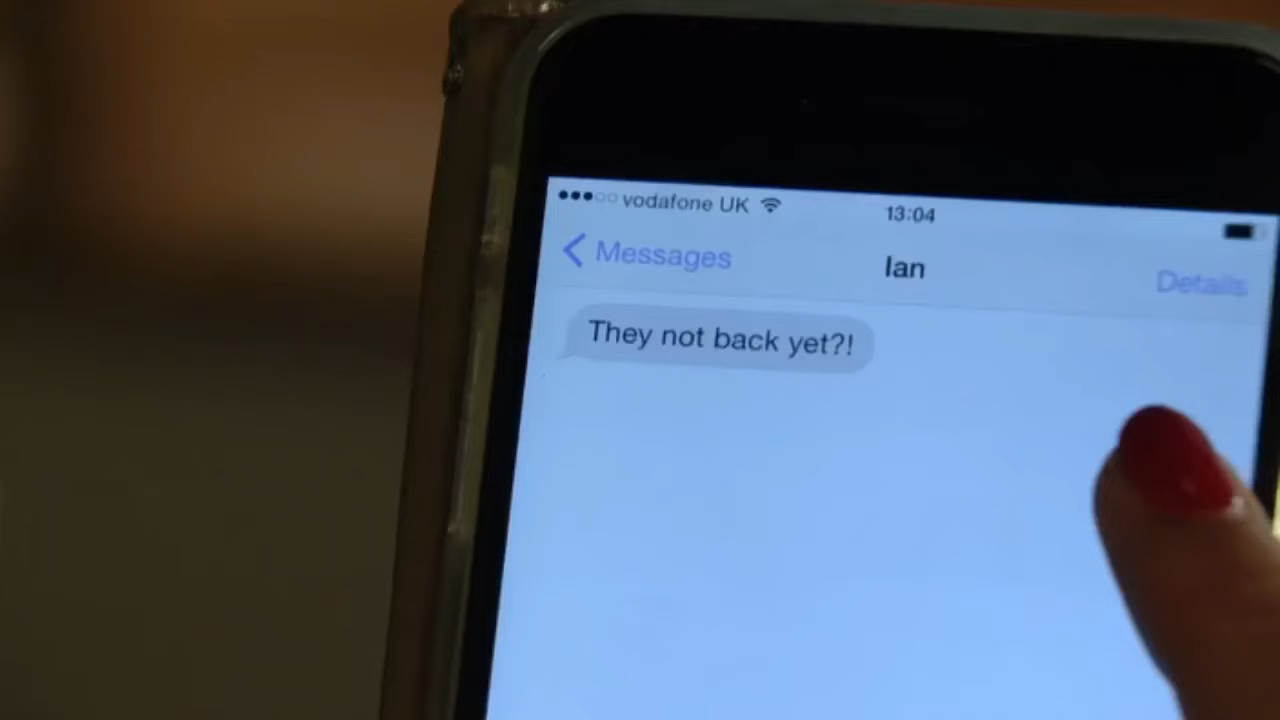 vodafone UK 13:04
Messages Ian Details
They not back yet?!